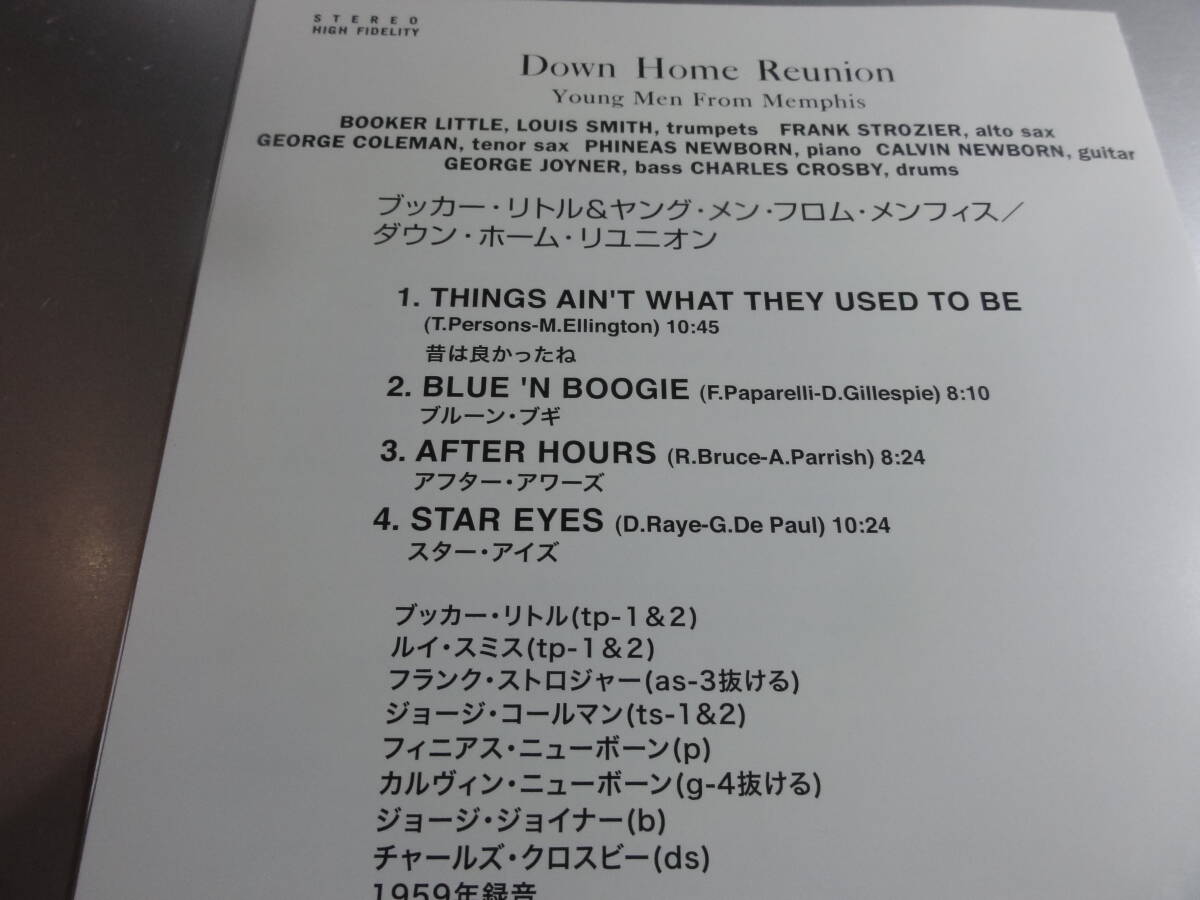 STEREO
HIGH FIDELITY
Down Home Reunion
Young Men From Memphis
BOOKER LITTLE, LOUIS SMITH, trumpets FRANK STROZIER, alto sax
GEORGE COLEMAN, tenor sax PHINEAS NEWBORN, piano CALVIN NEWBORN, guitar
GEORGE JOYNER, bass CHARLES CROSBY, drums
ブッカー・リトル&ヤング・メン・フロム・メンフィス/
ダウン・ホーム・リユニオン
1. THINGS AIN'T WHAT THEY USED TO BE
(T.Persons-M.Ellington) 10:45
昔は良かったね
2. BLUE 'N BOOGIE (F.Paparelli-D.Gillespie) 8:10
ブルーン・ブギ
3. AFTER HOURS (R.Bruce-A.Parrish) 8:24
アフター・アワーズ
4. STAR EYES (D.Raye-G.De Paul) 10:24
スター・アイズ
ブッカー・リトル(tp-1&2)
ルイ・スミス(tp-1&2)
フランク・ストロジャー(as-3抜ける)
ジョージ・コールマン(ts-1&2)
フィニアス・ニューボーン(p)
カルヴィン・ニューボーン(g-4抜ける)
ジョージ・ジョイナー(b)
チャールズ・クロスビー(ds)
1959年録音